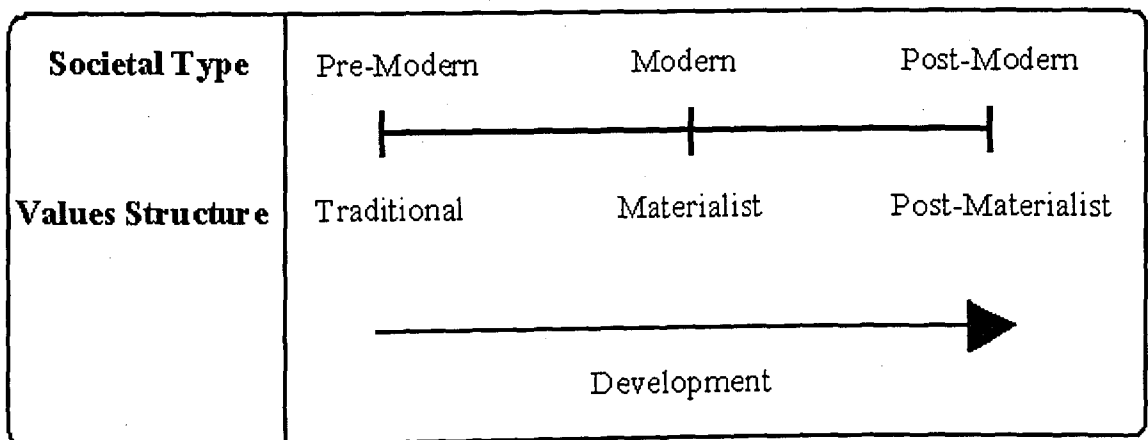 Societal Type Pre-Modern Modern Post-Modern
Values Structure Traditional Materialist Post-Materialist
Development